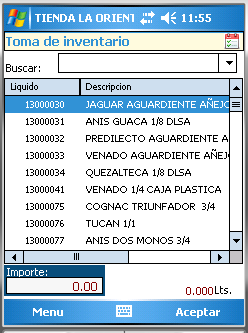 TIENDA LA ORIENT 11:55
Toma de inventario
Buscar:
Liquido Descripcion
13000030 JAGUAR AGUARDIENTE AÑEJO
13000031 ANIS GUACA 1/8 DLSA
13000032 PREDILECTO AGUARDIENTE A
13000033 VENADO AGUARDIENTE AÑEJO
13000034 QUEZALTECA 1/8 DLSA
13000041 VENADO 1/4 CAJA PLASTICA
13000075 COGNAC TRIUNFADOR 3/4
13000076 TUCAN 1/1
13000077 ANIS DOS MONOS 3/4
Importe:
0.00 0.000Lts.
Menu Aceptar